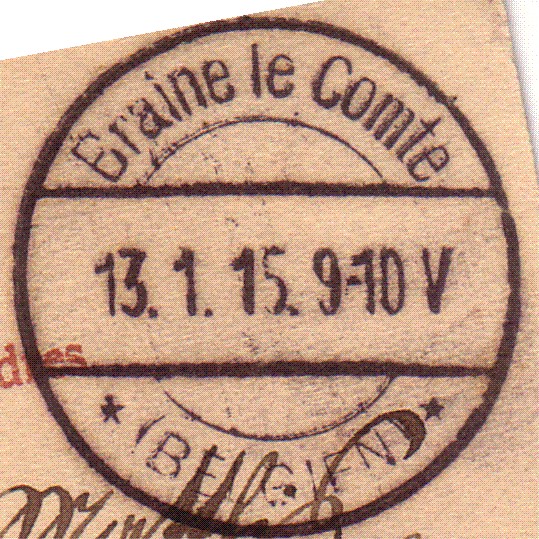 Braine le Comte
13. 1. 15. 9-10 V
(BELGIEN)